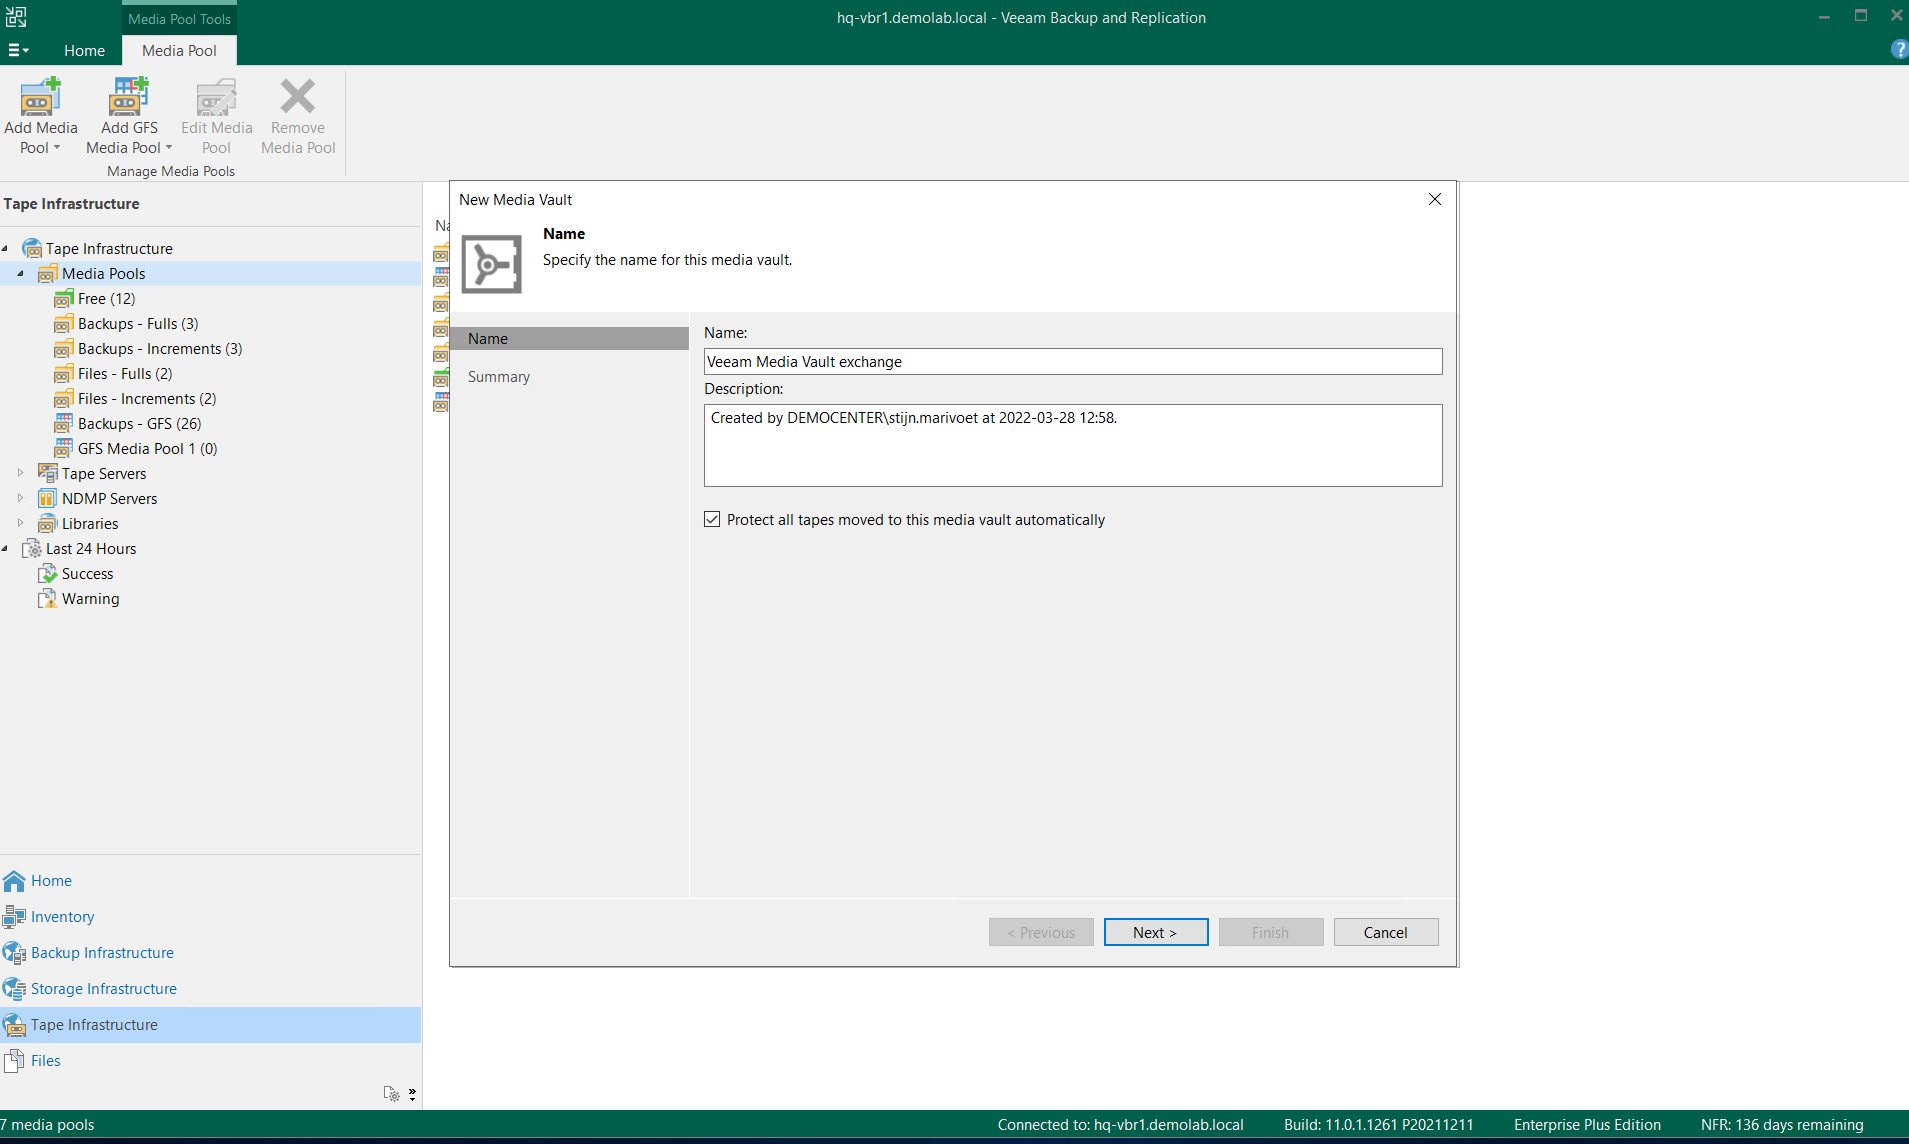 Media Pool Tools
hq-vbr1.demolab.local - Veeam Backup and Replication
Home
Media Pool
Add Media
Pool
Add GFS
Media Pool
Edit Media
Pool
Remove
Media Pool
Manage Media Pools
Tape Infrastructure
Tape Infrastructure
Media Pools
Free (12)
Backups - Fulls (3)
Backups - Increments (3)
Files - Fulls (2)
Files - Increments (2)
Backups - GFS (26)
GFS Media Pool 1 (0)
Tape Servers
NDMP Servers
Libraries
Last 24 Hours
Success
Warning
Home
Inventory
Backup Infrastructure
Storage Infrastructure
Tape Infrastructure
Files
New Media Vault
Name
Specify the name for this media vault.
Name
Summary
Name:
Veeam Media Vault exchange
Description:
Created by DEMOCENTER\stijn.marivoet at 2022-03-28 12:58.
Protect all tapes moved to this media vault automatically
< Previous
Next >
Finish
Cancel
7 media pools
Connected to: hq-vbr1.demolab.local
Build: 11.0.1.1261 P20211211
Enterprise Plus Edition
NFR: 136 days remaining